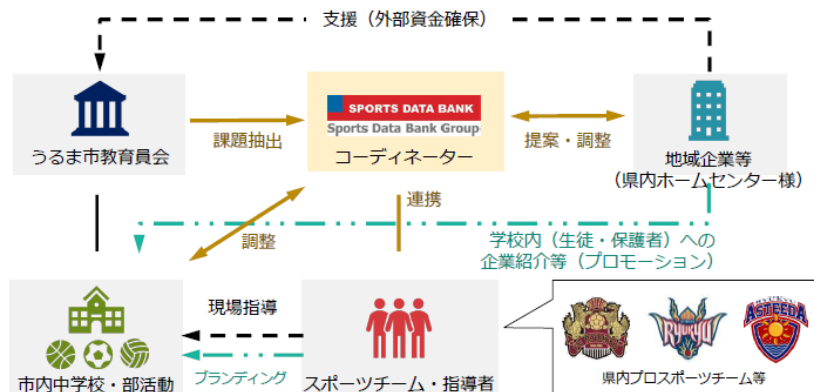 支援（外部資金確保）
SPORTS DATA BANK
Sports Data Bank Group
コーディネーター
うるま市教育員会
課題抽出
提案・調整
地域企業等
（県内ホームセンター様）
連携
調整
学校内（生徒・保護者）への
企業紹介等（プロモーション）
現場指導
ブランディング
市内中学校・部活動
スポーツチーム・指導者
RYUKYU
ASTEEDA
県内プロスポーツチーム等